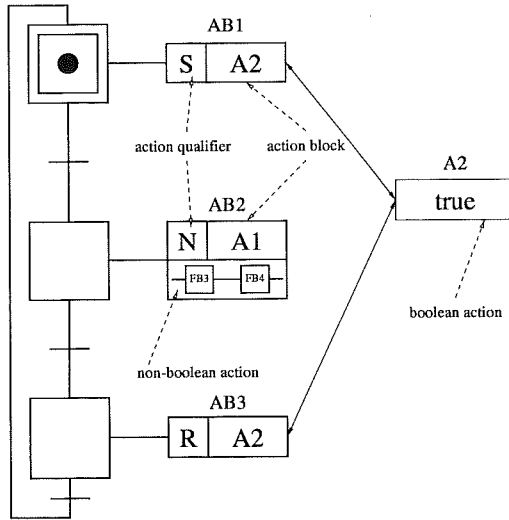 AB1
S A2
action qualifier
action block
A2
true
AB2
N A1
FB3 FB4
boolean action
non-boolean action
AB3
R A2